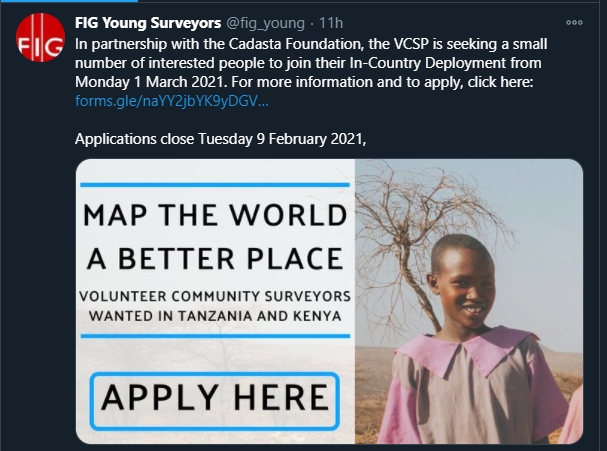 FIG
FIG Young Surveyors @fig_young · 11h
In partnership with the Cadasta Foundation, the VCSP is seeking a small
number of interested people to join their In-Country Deployment from
Monday 1 March 2021. For more information and to apply, click here:
forms.gle/naYY2jbYK9yDGV...
Applications close Tuesday 9 February 2021,
MAP THE WORLD
A BETTER PLACE
VOLUNTEER COMMUNITY SURVEYORS
WANTED IN TANZANIA AND KENYA
APPLY HERE